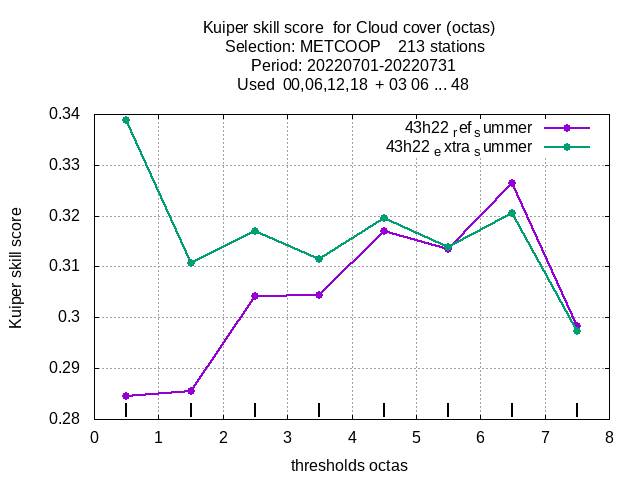 Kuiper skill score  for Cloud cover (octas)
Selection: METCOOP    213 stations
Period: 20220701-20220731
Used  00,06,12,18  + 03 06 ... 48
43h22 ref summer
43h22 extra summer
0.34
0.33
0.32
0.31
0.3
0.29
0.28
Kuiper skill score
0 1 2 3 4 5 6 7 8
thresholds octas